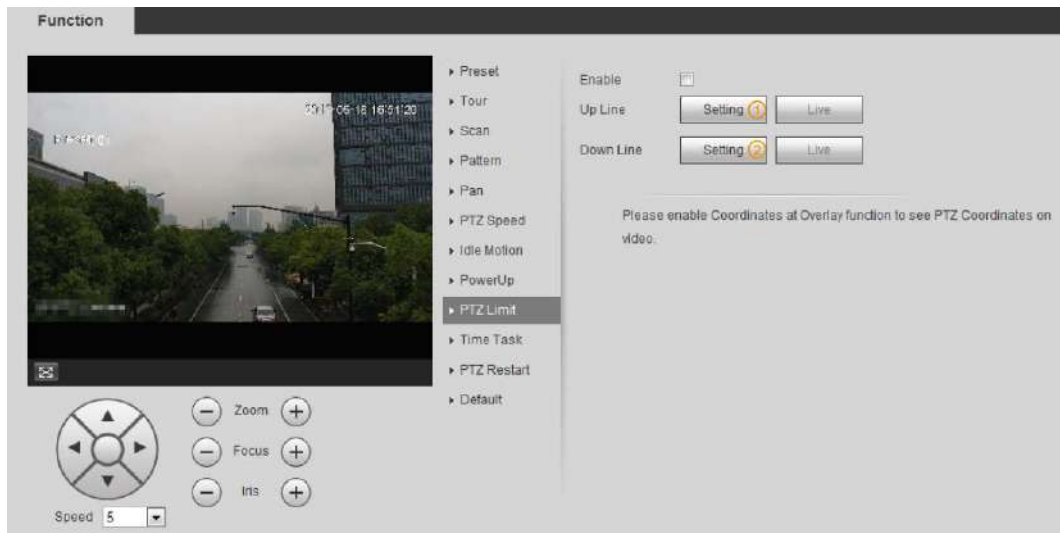 Function
Preset
Tour
Scan
Pattern
Pan
PTZ Speed
Idle Motion
PowerUp
PTZ Limit
Time Task
PTZ Restart
Default
Enable
Up Line Setting 1 Live
Down Line Setting 2 Live
Please enable Coordinates at Overlay function to see PTZ Coordinates on
video.
Zoom
Focus
Iris
Speed 5